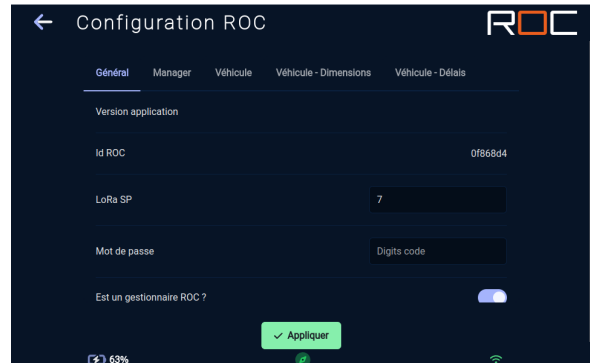 Configuration ROC
ROC
Général Manager Véhicule Véhicule - Dimensions Véhicule - Délais
Version application
Id ROC 0f868d4
LoRa SP 7
Mot de passe Digits code
Est un gestionnaire ROC ?
Appliquer
63%